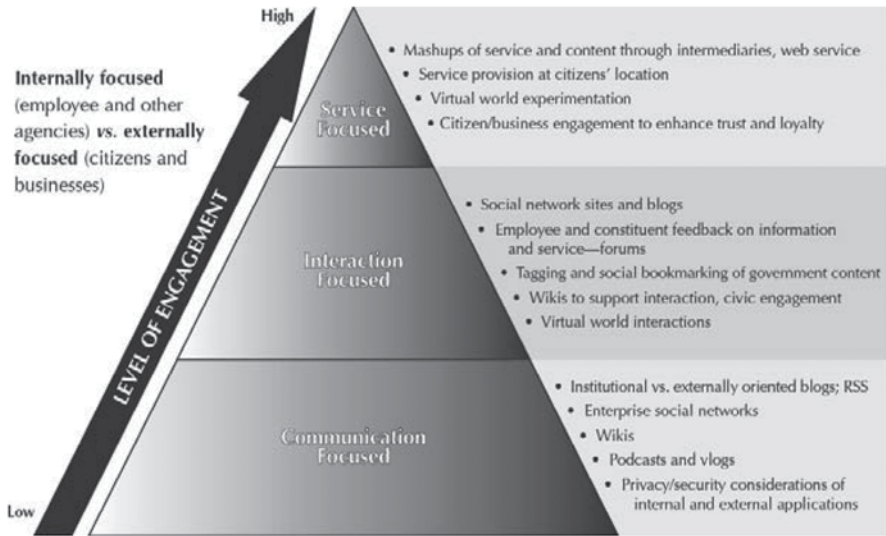 High
Internally focused
(employee and other
agencies) vs. externally
focused (citizens and
businesses)
LEVEL OF ENGAGEMENT
Low
Service
Focused
• Mashups of service and content through intermediaries, web service
• Service provision at citizens' location
• Virtual world experimentation
• Citizen/business engagement to enhance trust and loyalty
Interaction
Focused
• Social network sites and blogs
• Employee and constituent feedback on information
and service—forums
• Tagging and social bookmarking of government content
• Wikis to support interaction, civic engagement
• Virtual world interactions
Communication
Focused
• Institutional vs. externally oriented blogs; RSS
• Enterprise social networks
• Wikis
• Podcasts and vlogs
• Privacy/security considerations of
internal and external applications